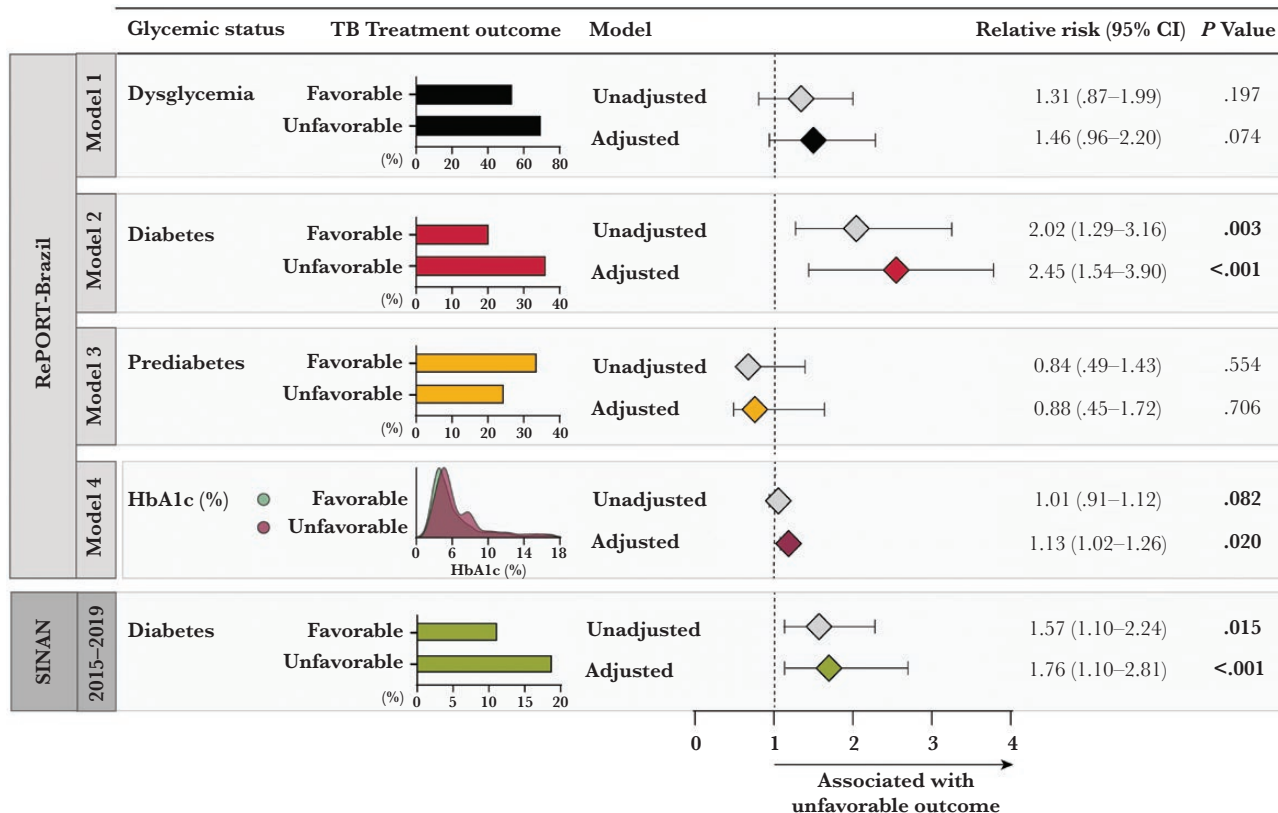 Glycemic status TB Treatment outcome Model Relative risk (95% CI) P Value
RePORT-Brazil
Model 1
Dysglycemia
Favorable
Unfavorable
(%) 0 20 40 60 80
Unadjusted 1.31 (.87–1.99) .197
Adjusted 1.46 (.96–2.20) .074
Model 2
Diabetes
Favorable
Unfavorable
(%) 0 10 20 30 40
Unadjusted 2.02 (1.29–3.16) .003
Adjusted 2.45 (1.54–3.90) <.001
Model 3
Prediabetes
Favorable
Unfavorable
(%) 0 10 20 30 40
Unadjusted 0.84 (.49–1.43) .554
Adjusted 0.88 (.45–1.72) .706
Model 4
HbA1c (%)
Favorable
Unfavorable
0 6 10 14 18
HbA1c (%)
Unadjusted 1.01 (.91–1.12) .082
Adjusted 1.13 (1.02–1.26) .020
SINAN
2015–2019
Diabetes
Favorable
Unfavorable
(%) 0 5 10 15 20
Unadjusted 1.57 (1.10–2.24) .015
Adjusted 1.76 (1.10–2.81) <.001
0 1 2 3 4
Associated with
unfavorable outcome